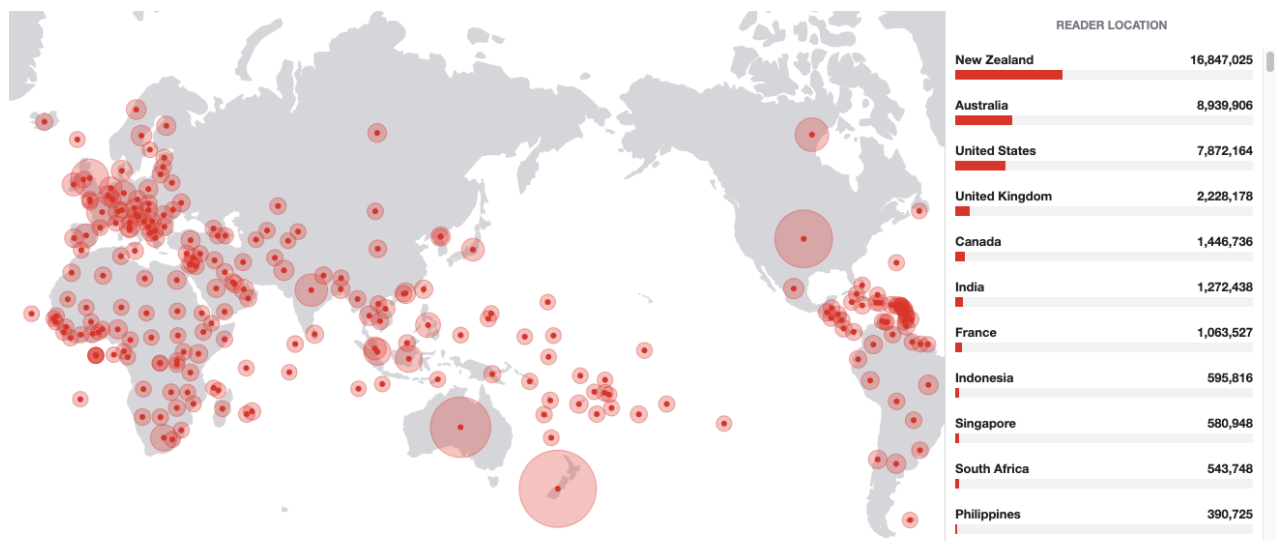 READER LOCATION
New Zealand 16,847,025
Australia 8,939,906
United States 7,872,164
United Kingdom 2,228,178
Canada 1,446,736
India 1,272,438
France 1,063,527
Indonesia 595,816
Singapore 580,948
South Africa 543,748
Philippines 390,725